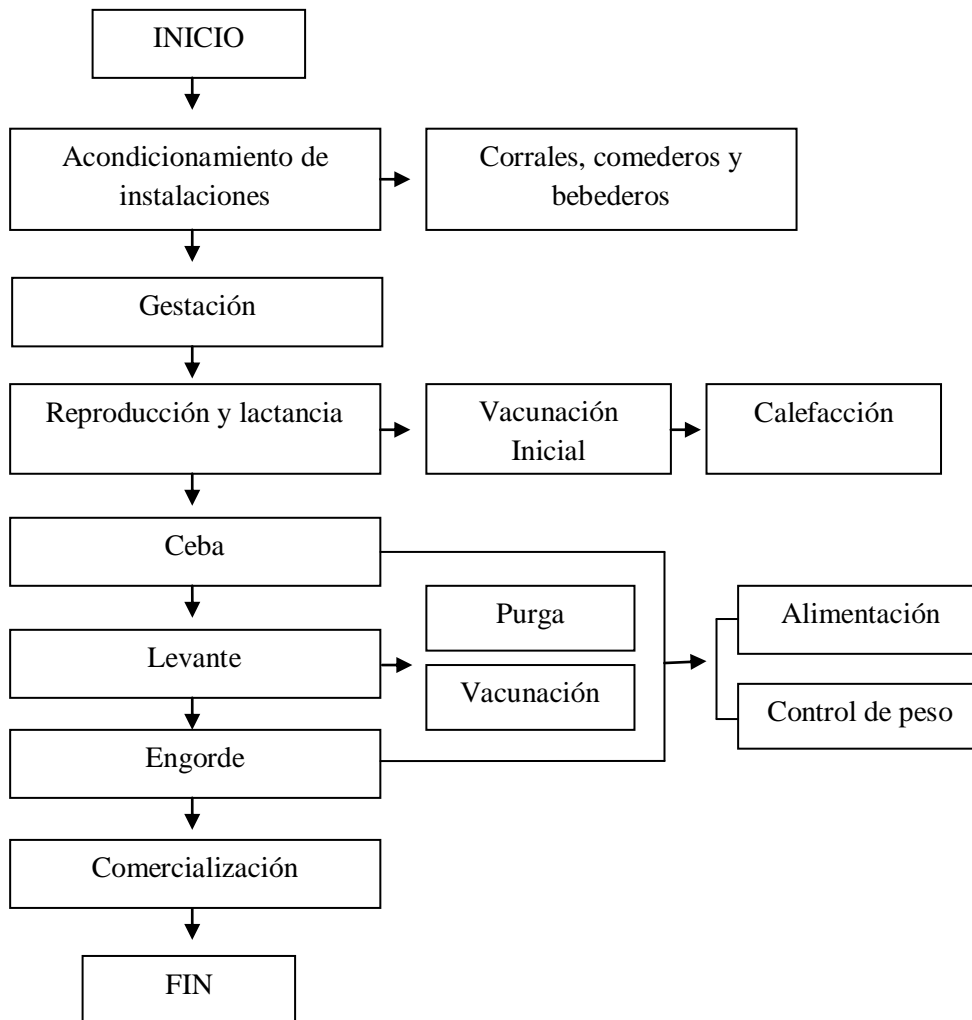 INICIO
Acondicionamiento de
instalaciones
Corrales, comederos y
bebederos
Gestación
Reproducción y lactancia
Vacunación
Inicial
Calefacción
Ceba
Purga
Alimentación
Levante
Vacunación
Control de peso
Engorde
Comercialización
FIN